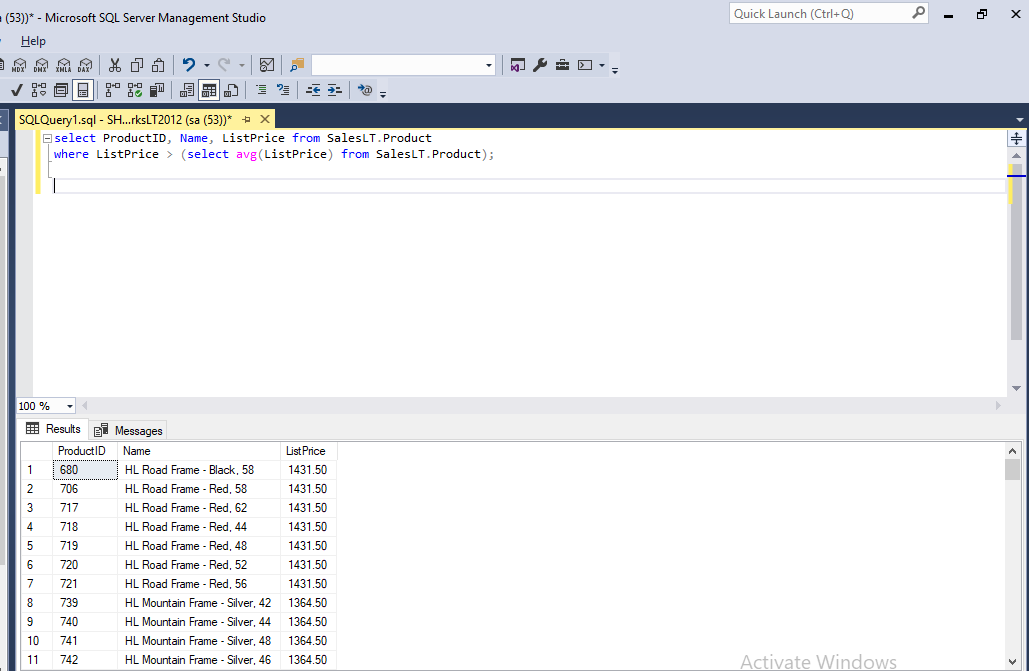 (53))* - Microsoft SQL Server Management Studio
Quick Launch (Ctrl+Q)
Help
MDX DMX XMLA DAX
SQLQuery1.sql - SH...rksLT2012 (sa (53))*
select ProductID, Name, ListPrice from SalesLT.Product
where ListPrice > (select avg(ListPrice) from SalesLT.Product);
100 %
Results Messages
ProductID Name ListPrice
1 680 HL Road Frame - Black, 58 1431.50
2 706 HL Road Frame - Red, 58 1431.50
3 717 HL Road Frame - Red, 62 1431.50
4 718 HL Road Frame - Red, 44 1431.50
5 719 HL Road Frame - Red, 48 1431.50
6 720 HL Road Frame - Red, 52 1431.50
7 721 HL Road Frame - Red, 56 1431.50
8 739 HL Mountain Frame - Silver, 42 1364.50
9 740 HL Mountain Frame - Silver, 44 1364.50
10 741 HL Mountain Frame - Silver, 48 1364.50
11 742 HL Mountain Frame - Silver, 46 1364.50
Activate Windows